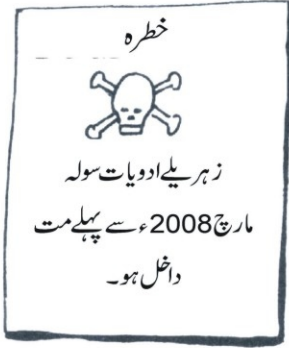 خطرہ
زہریلے ادویات سولہ
مارچ 2008ء سے پہلے مت
داخل ہو۔